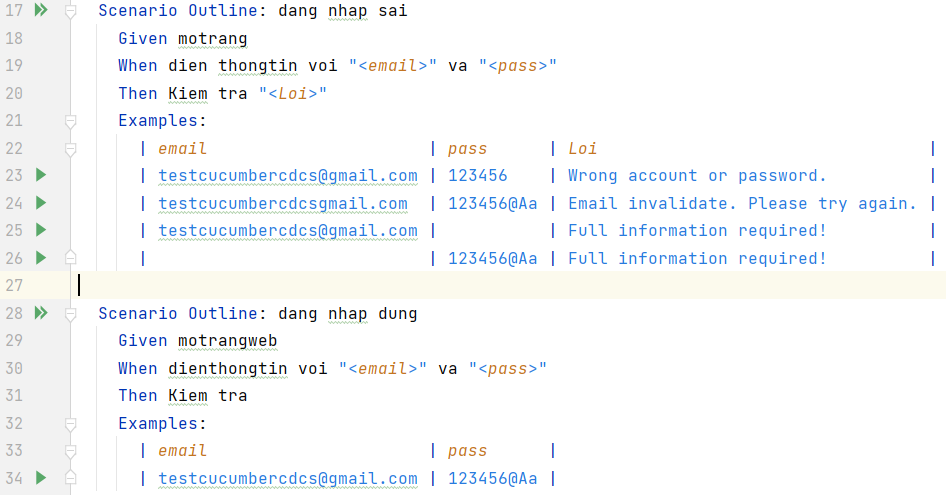 17 Scenario Outline: dang nhap sai
18 Given motrang
19 When dien thongtin voi "<email>" va "<pass>"
20 Then Kiem tra "<Loi>"
21 Examples:
22 | email | pass | Loi |
23 | testcucumbercdcs@gmail.com | 123456 | Wrong account or password. |
24 | testcucumbercdcsgmail.com | 123456@Aa | Email invalidate. Please try again. |
25 | testcucumbercdcs@gmail.com | | Full information required! |
26 | | 123456@Aa | Full information required! |
27
28 Scenario Outline: dang nhap dung
29 Given motrangweb
30 When dienthongtin voi "<email>" va "<pass>"
31 Then Kiem tra
32 Examples:
33 | email | pass |
34 | testcucumbercdcs@gmail.com | 123456@Aa |